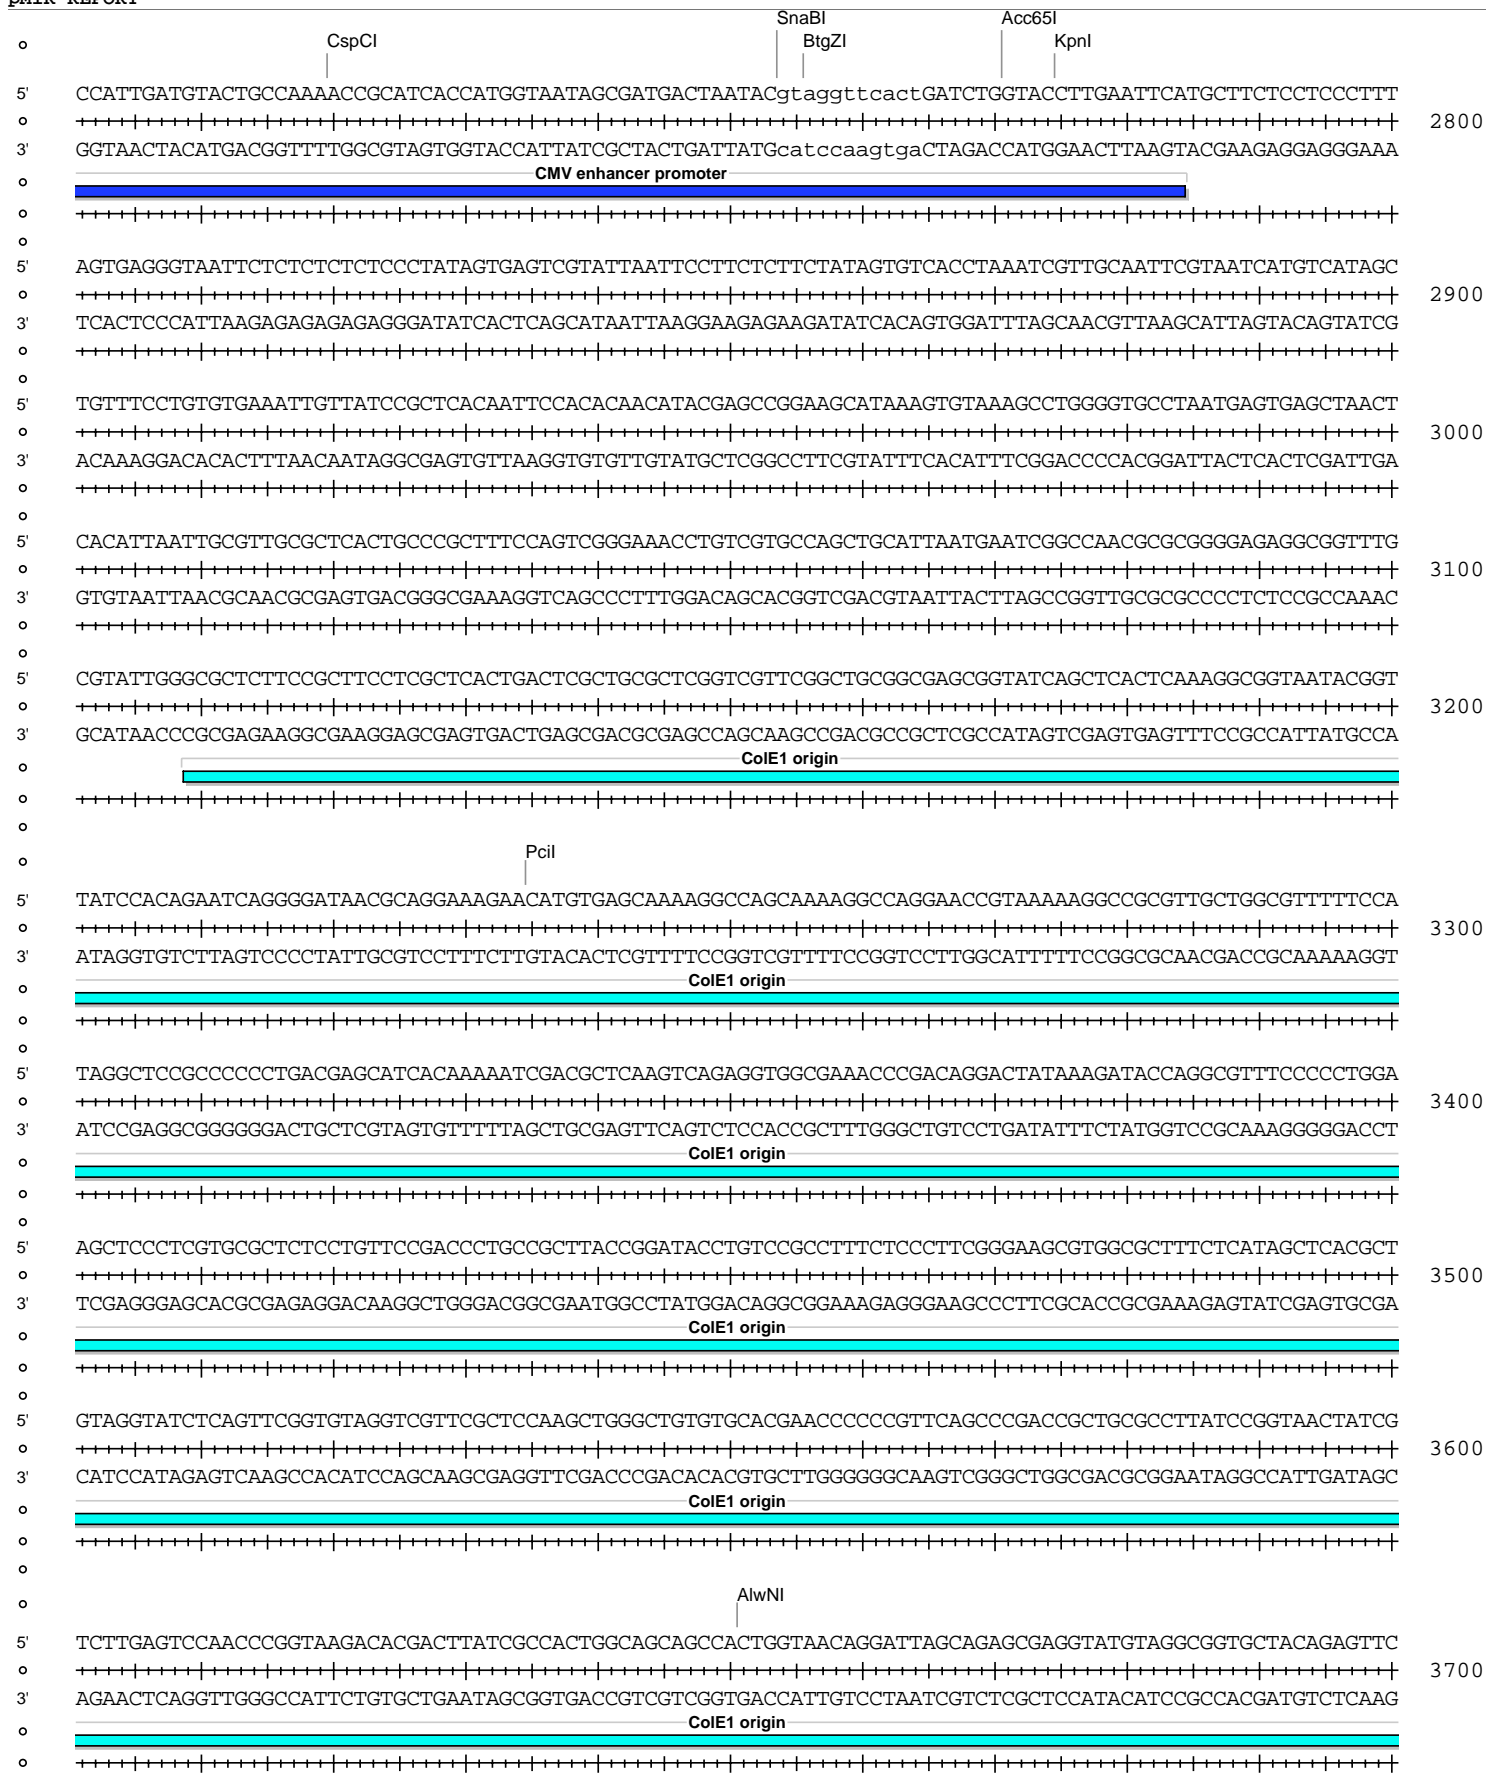 pMIR-REPORT
SnaBI Acc65I
CspCI BtgZI KpnI
5' CCATTGATGTACTGCCAAAACCGCATCACCATGGTAATAGCGATGACTAATACgtaggttcactGATCTGGTACCTTGAATTCATGCTTCTCCTCCCTTT
2800
3' GGTAACTACATGACGGTTTTGGCGTAGTGGTACCATTATCGCTACTGATTATGcatccaagtgaCTAGACCATGGAACTTAAGTACGAAGAGGAGGGAAA
CMV enhancer promoter
5' AGTGAGGGTAATTCTCTCTCTCTCCCTATAGTGAGTCGTATTAATTCCTTCTCTTCTATAGTGTCACCTAAATCGTTGCAATTCGTAATCATGTCATAGC
2900
3' TCACTCCCATTAAGAGAGAGAGAGGGATATCACTCAGCATAATTAAGGAAGAGAAGATATCACAGTGGATTTAGCAACGTTAAGCATTAGTACAGTATCG
5' TGTTTCCTGTGTGAAATTGTTATCCGCTCACAATTCCACACAACATACGAGCCGGAAGCATAAAGTGTAAAGCCTGGGGTGCCTAATGAGTGAGCTAACT
3000
3' ACAAAGGACACACTTTAACAATAGGCGAGTGTTAAGGTGTGTTGTATGCTCGGCCTTCGTATTTCACATTTCGGACCCCACGGATTACTCACTCGATTGA
5' CACATTAATTGCGTTGCGCTCACTGCCCGCTTTCCAGTCGGGAAACCTGTCGTGCCAGCTGCATTAATGAATCGGCCAACGCGCGGGGAGAGGCGGTTTG
3100
3' GTGTAATTAACGCAACGCGAGTGACGGGCGAAAGGTCAGCCCTTTGGACAGCACGGTCGACGTAATTACTTAGCCGGTTGCGCGCCCCTCTCCGCCAAAC
5' CGTATTGGGCGCTCTTCCGCTTCCTCGCTCACTGACTCGCTGCGCTCGGTCGTTCGGCTGCGGCGAGCGGTATCAGCTCACTCAAAGGCGGTAATACGGT
3200
3' GCATAACCCGCGAGAAGGCGAAGGAGCGAGTGACTGAGCGACGCGAGCCAGCAAGCCGACGCCGCTCGCCATAGTCGAGTGAGTTTCCGCCATTATGCCA
ColE1 origin
PciI
5' TATCCACAGAATCAGGGGATAACGCAGGAAAGAACATGTGAGCAAAAGGCCAGCAAAAGGCCAGGAACCGTAAAAAGGCCGCGTTGCTGGCGTTTTTCCA
3300
3' ATAGGTGTCTTAGTCCCCTATTGCGTCCTTTCTTGTACACTCGTTTTCCGGTCGTTTTCCGGTCCTTGGCATTTTTCCGGCGCAACGACCGCAAAAAGGT
ColE1 origin
5' TAGGCTCCGCCCCCCTGACGAGCATCACAAAAATCGACGCTCAAGTCAGAGGTGGCGAAACCCGACAGGACTATAAAGATACCAGGCGTTTCCCCCTGGA
3400
3' ATCCGAGGCGGGGGGACTGCTCGTAGTGTTTTTAGCTGCGAGTTCAGTCTCCACCGCTTTGGGCTGTCCTGATATTTCTATGGTCCGCAAAGGGGGACCT
ColE1 origin
5' AGCTCCCTCGTGCGCTCTCCTGTTCCGACCCTGCCGCTTACCGGATACCTGTCCGCCTTTCTCCCTTCGGGAAGCGTGGCGCTTTCTCATAGCTCACGCT
3500
3' TCGAGGGAGCACGCGAGAGGACAAGGCTGGGACGGCGAATGGCCTATGGACAGGCGGAAAGAGGGAAGCCCTTCGCACCGCGAAAGAGTATCGAGTGCGA
ColE1 origin
5' GTAGGTATCTCAGTTCGGTGTAGGTCGTTCGCTCCAAGCTGGGCTGTGTGCACGAACCCCCCGTTCAGCCCGACCGCTGCGCCTTATCCGGTAACTATCG
3600
3' CATCCATAGAGTCAAGCCACATCCAGCAAGCGAGGTTCGACCCGACACACGTGCTTGGGGGGCAAGTCGGGCTGGCGACGCGGAATAGGCCATTGATAGC
ColE1 origin
AlwNI
5' TCTTGAGTCCAACCCGGTAAGACACGACTTATCGCCACTGGCAGCAGCCACTGGTAACAGGATTAGCAGAGCGAGGTATGTAGGCGGTGCTACAGAGTTC
3700
3' AGAACTCAGGTTGGGCCATTCTGTGCTGAATAGCGGTGACCGTCGTCGGTGACCATTGTCCTAATCGTCTCGCTCCATACATCCGCCACGATGTCTCAAG
ColE1 origin